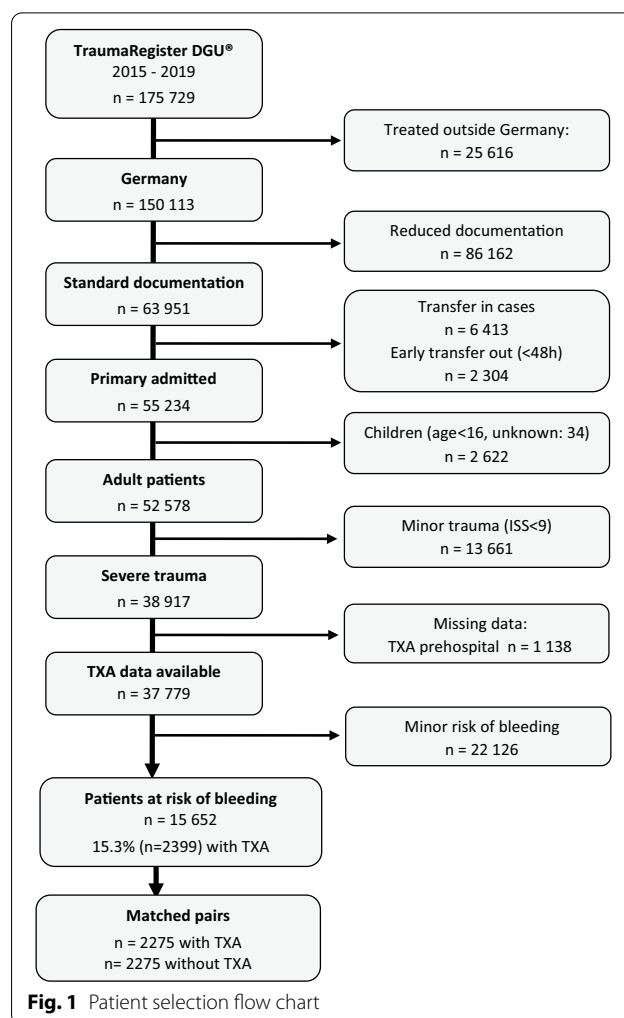 TraumaRegister DGU®
2015 - 2019
n = 175 729
Treated outside Germany:
n = 25 616
Germany
n = 150 113
Reduced documentation
n = 86 162
Standard documentation
n = 63 951
Transfer in cases
n = 6 413
Early transfer out (<48h)
n = 2 304
Primary admitted
n = 55 234
Children (age<16, unknown: 34)
n = 2 622
Adult patients
n = 52 578
Minor trauma (ISS<9)
n = 13 661
Severe trauma
n = 38 917
Missing data:
TXA prehospital n = 1 138
TXA data available
n = 37 779
Minor risk of bleeding
n = 22 126
Patients at risk of bleeding
n = 15 652
15.3% (n=2399) with TXA
Matched pairs
n = 2275 with TXA
n= 2275 without TXA
Fig. 1 Patient selection flow chart